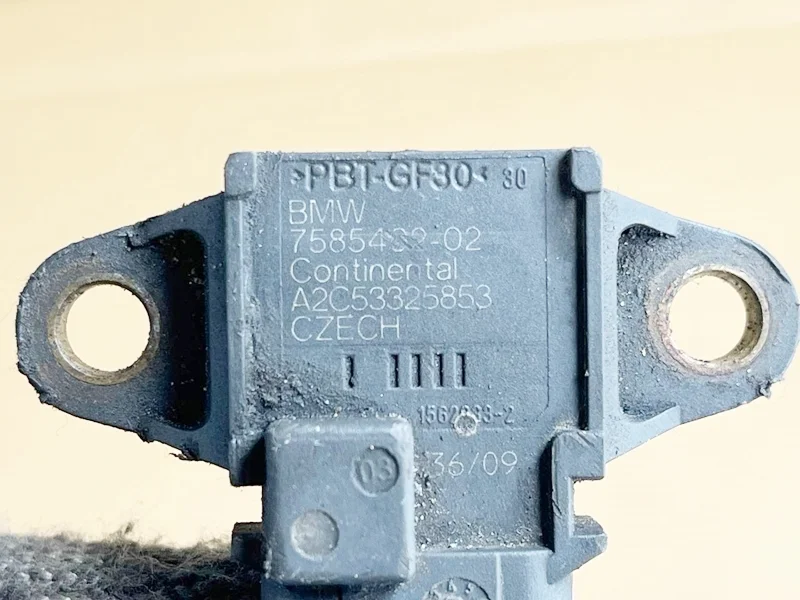 >PBT-GF30< 30
BMW
Continental
A2C53325853
CZECH
36/09
03